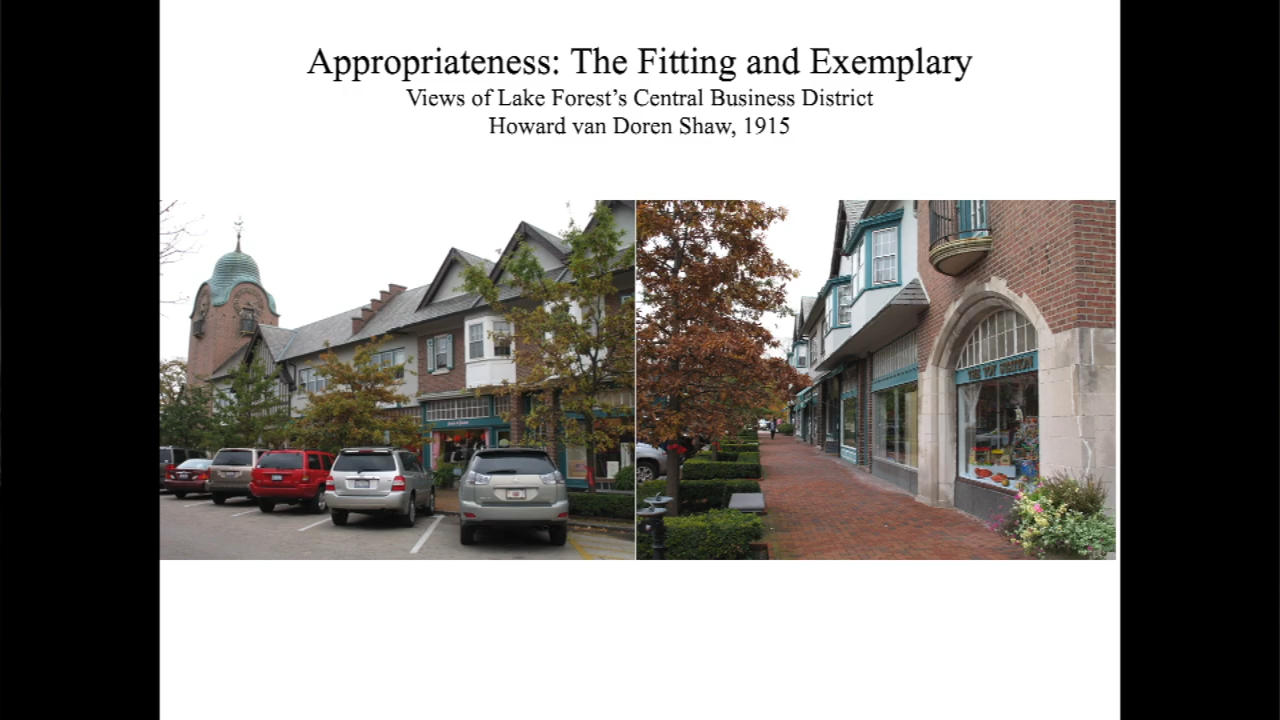 Appropriateness: The Fitting and Exemplary
Views of Lake Forest’s Central Business District
Howard van Doren Shaw, 1915